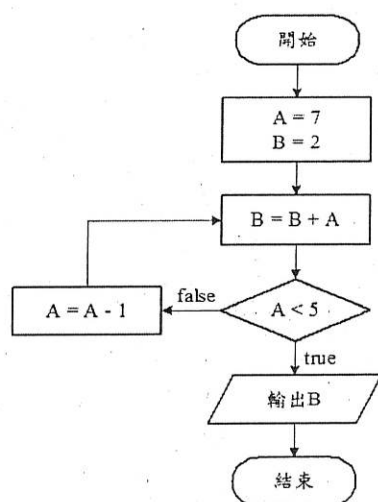 開始
A = 7
B = 2
B = B + A
false
A = A - 1
A < 5
true
輸出B
結束